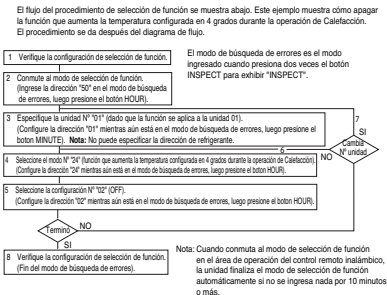 El flujo del procedimiento de selección de función se muestra abajo. Este ejemplo muestra cómo apagar
la función que aumenta la temperatura configurada en 4 grados durante la operación de Calefacción.
El procedimiento se da después del diagrama de flujo.
1 Verifique la configuración de selección de función.
El modo de búsqueda de errores es el modo
ingresado cuando presiona dos veces el botón
INSPECT para exhibir "INSPECT".
2 Conmute al modo de selección de función.
(Ingrese la dirección "50" en el modo de búsqueda
de errores, luego presione el botón HOUR).
3 Especifique la unidad Nº "01" (dado que la función se aplica a la unidad 01).
(Configure la dirección "01" mientras aún está en el modo de búsqueda de errores, luego presione el
boton MINUTE). Nota: No puede especificar la dirección de refrigerante.
7
SI
6
Cambia
Nº unidad
NO
4 Seleccione el modo Nº "24" (función que aumenta la temperatura configurada en 4 grados durante la operación de Calefacción).
(Configure la dirección "24" mientras aún está en el modo de búsqueda de errores, luego presione el botón HOUR).
5 Seleccione la configuración Nº "02" (OFF).
(Configure la dirección "02" mientras aún está en el modo de búsqueda de errores, luego presione el boton HOUR).
Terminó
NO
SI
8 Verifique la configuración de selección de función.
(Fin del modo de búsqueda de errores).
Nota: Cuando conmuta al modo de selección de función
en el área de operación del control remoto inalámbico,
la unidad finaliza el modo de selección de función
automáticamente si no se ingresa nada por 10 minutos
o más.